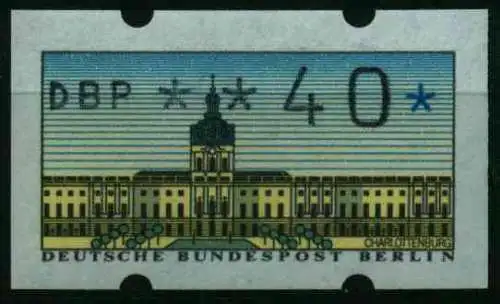 DBP ** 40*
CHARLOTTENBURG
DEUTSCHE BUNDESPOST BERLIN